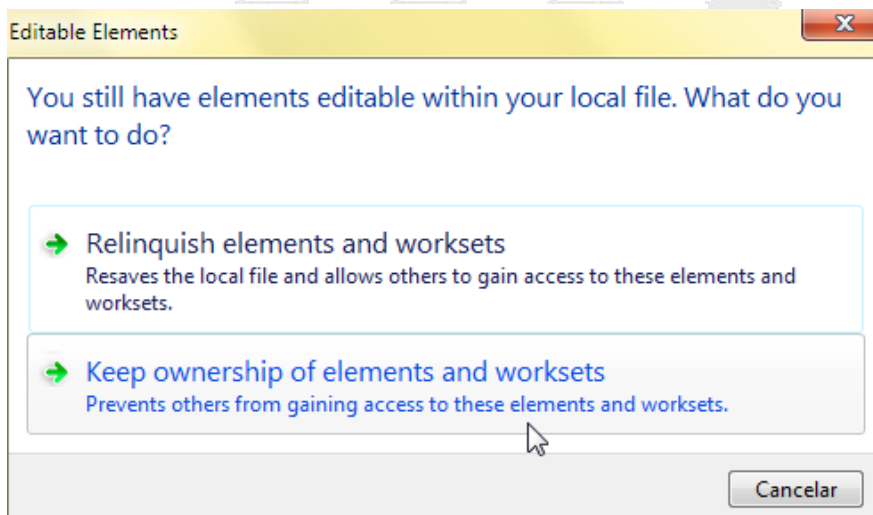 Editable Elements
You still have elements editable within your local file. What do you
want to do?
Relinquish elements and worksets
Resaves the local file and allows others to gain access to these elements and
worksets.
Keep ownership of elements and worksets
Prevents others from gaining access to these elements and worksets.
Cancelar